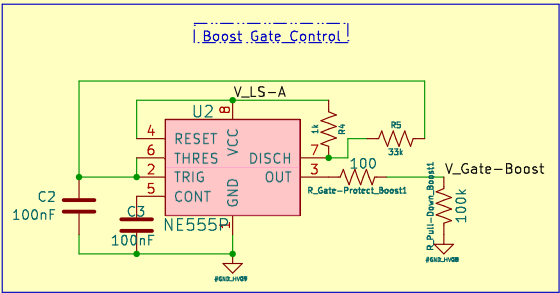 Boost Gate Control
V_LS-A
U2
8
1k
R4
R5
33k
4
RESET
VCC
6
THRES
DISCH
7
2
TRIG
OUT
3
100
V_Gate-Boost
R_Gate-Protect_Boost1
5
CONT
GND
R_Pull-Down_Boost1
100k
C2
100nF
C3
100nF
NE555P
1